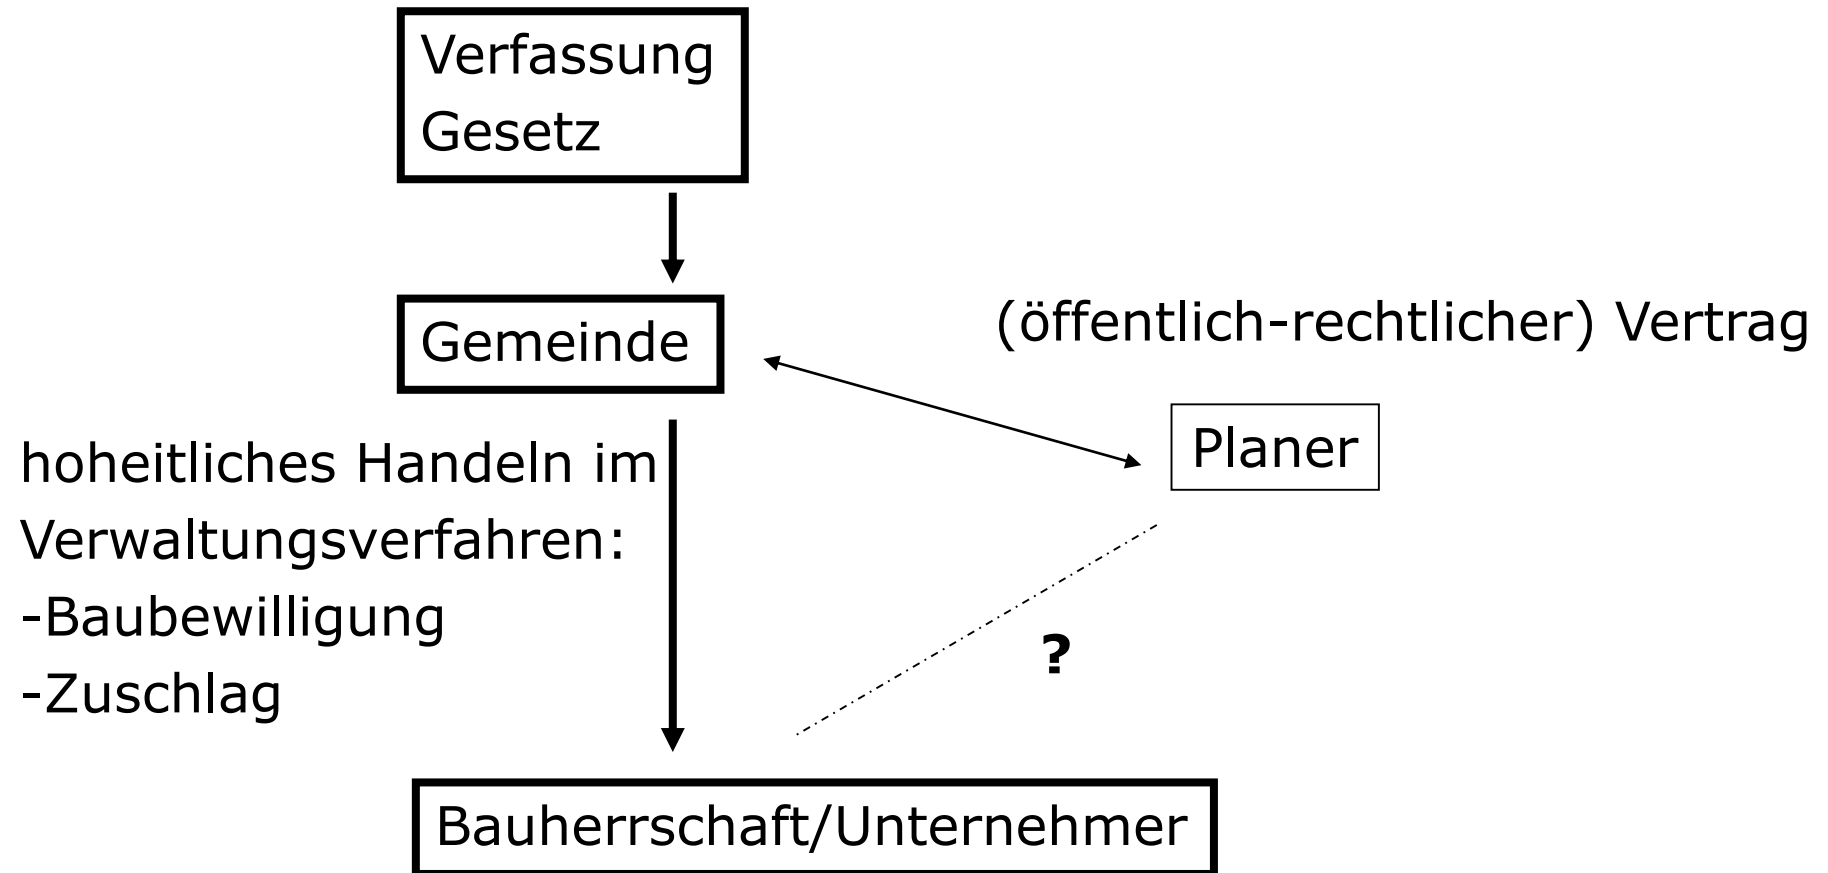 Verfassung
Gesetz
Gemeinde
(öffentlich-rechtlicher) Vertrag
Planer
hoheitliches Handeln im
Verwaltungsverfahren:
-Baubewilligung
-Zuschlag
?
Bauherrschaft/Unternehmer